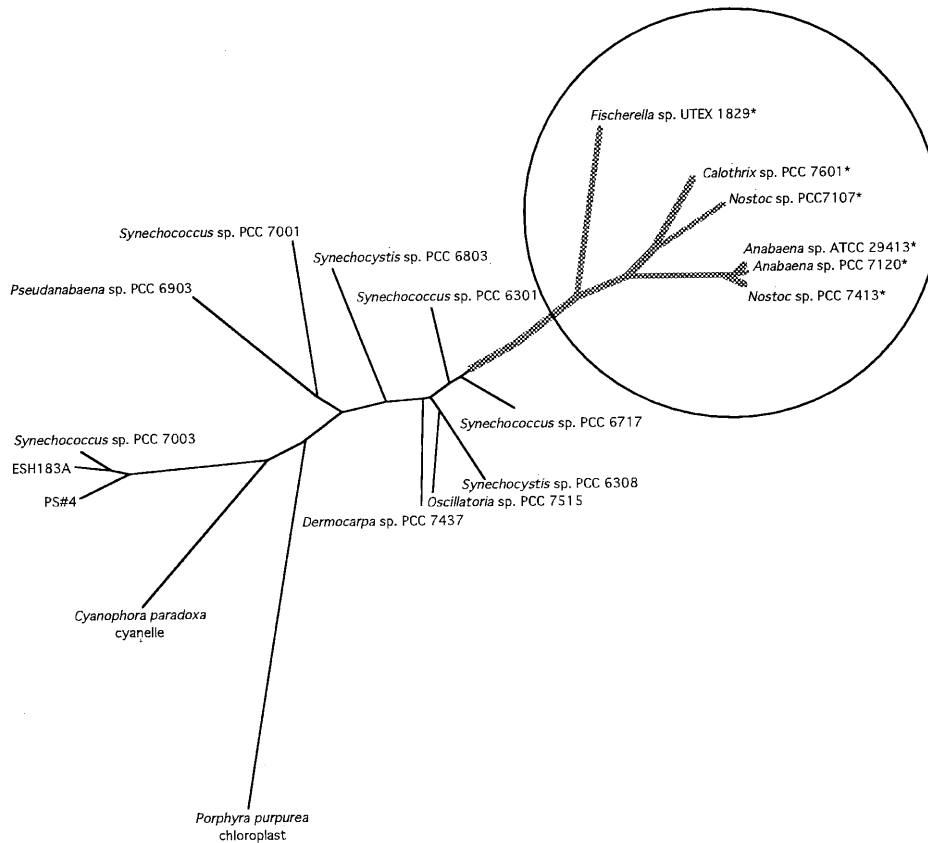 Fischerella sp. UTEX 1829*
Calothrix sp. PCC 7601*
Nostoc sp. PCC7107*
Synechococcus sp. PCC 7001
Synechocystis sp. PCC 6803
Anabaena sp. ATCC 29413*
Anabaena sp. PCC 7120*
Pseudanabaena sp. PCC 6903
Synechococcus sp. PCC 6301
Nostoc sp. PCC 7413*
Synechococcus sp. PCC 6717
Synechococcus sp. PCC 7003
ESH183A
PS#4
Synechocystis sp. PCC 6308
Oscillatoria sp. PCC 7515
Dermocarpa sp. PCC 7437
Cyanophora paradoxa
cyanelle
Porphyra purpurea
chloroplast